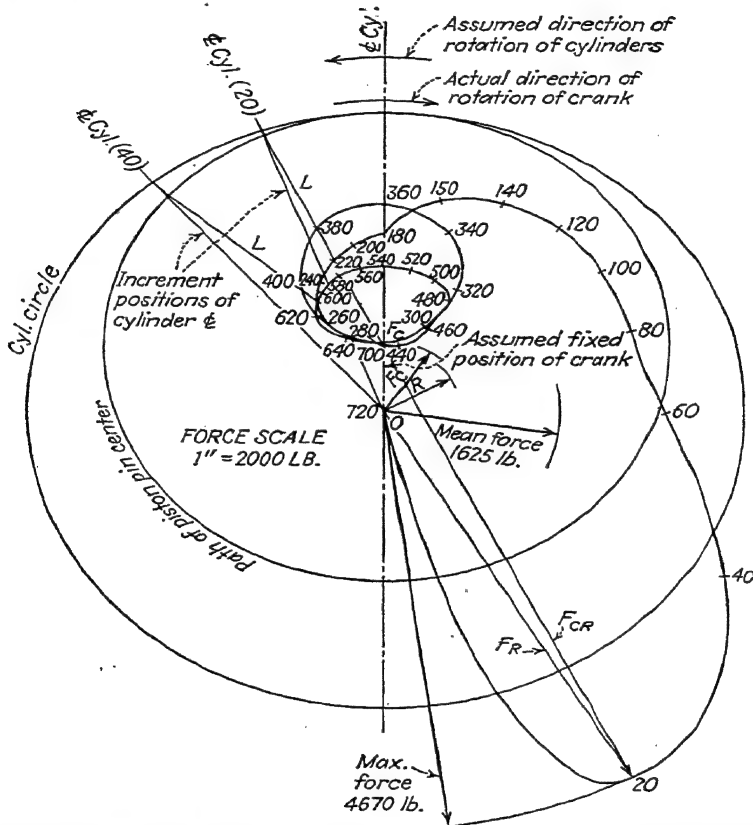 ℄ Cyl.
Assumed direction of
rotation of cylinders
Actual direction of
rotation of crank
℄ Cyl. (20)
℄ Cyl. (40)
L
L
Increment
positions of
cylinder ℄
Cyl. circle
Path of piston pin center
360
150
140
380
180
340
120
200
220
540
520
100
400
240
580
560
500
600
480
320
620
260
300
460
80
280
Fc
640
700
440
Assumed fixed
position of crank
R
720
O
60
FORCE SCALE
1" = 2000 LB.
Mean force
1625 lb.
40
FCR
FR
Max.
force
4670 lb.
20